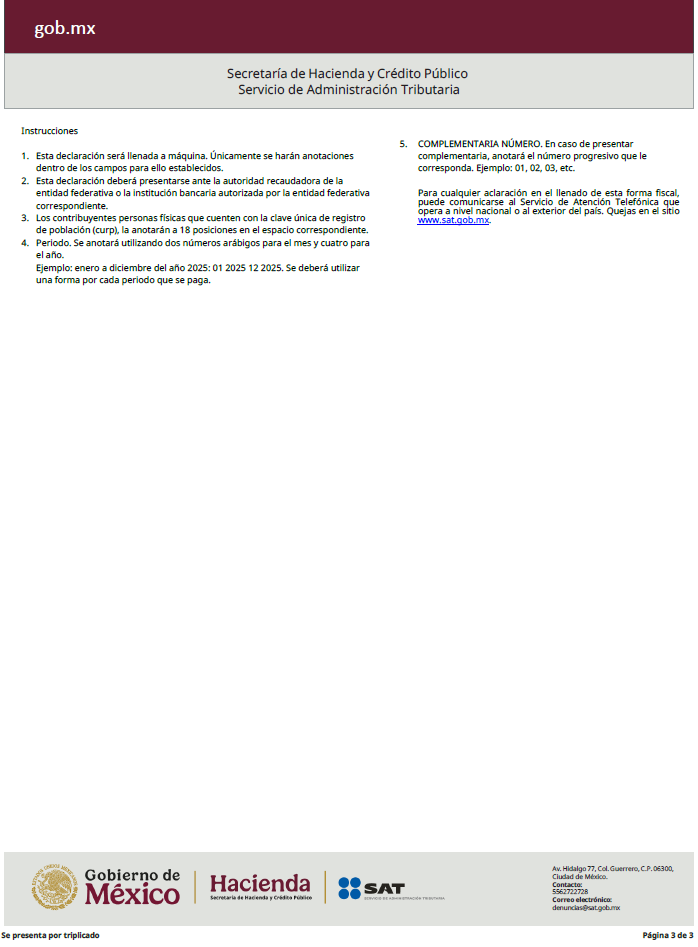 gob.mx
Secretaría de Hacienda y Crédito Público
Servicio de Administración Tributaria
Instrucciones
1. Esta declaración será llenada a máquina. Únicamente se harán anotaciones
dentro de los campos para ello establecidos.
2. Esta declaración deberá presentarse ante la autoridad recaudadora de la
entidad federativa o la institución bancaria autorizada por la entidad federativa
correspondiente.
3. Los contribuyentes personas físicas que cuenten con la clave única de registro
de población (curp), la anotarán a 18 posiciones en el espacio correspondiente.
4. Periodo. Se anotará utilizando dos números arábigos para el mes y cuatro para
el año.
Ejemplo: enero a diciembre del año 2025: 01 2025 12 2025. Se deberá utilizar
una forma por cada periodo que se paga.
5. COMPLEMENTARIA NÚMERO. En caso de presentar
complementaria, anotará el número progresivo que le
corresponda. Ejemplo: 01, 02, 03, etc.
Para cualquier aclaración en el llenado de esta forma fiscal,
puede comunicarse al Servicio de Atención Telefónica que
opera a nivel nacional o al exterior del país. Quejas en el sitio
www.sat.gob.mx.
ESTADOS UNIDOS MEXICANOS
Gobierno de
México
Hacienda
Secretaría de Hacienda y Crédito Público
SAT
SERVICIO DE ADMINISTRACIÓN TRIBUTARIA
Av. Hidalgo 77, Col. Guerrero, C.P. 06300,
Ciudad de México.
Contacto:
5562722728
Correo electrónico:
denuncias@sat.gob.mx
Se presenta por triplicado
Página 3 de 3